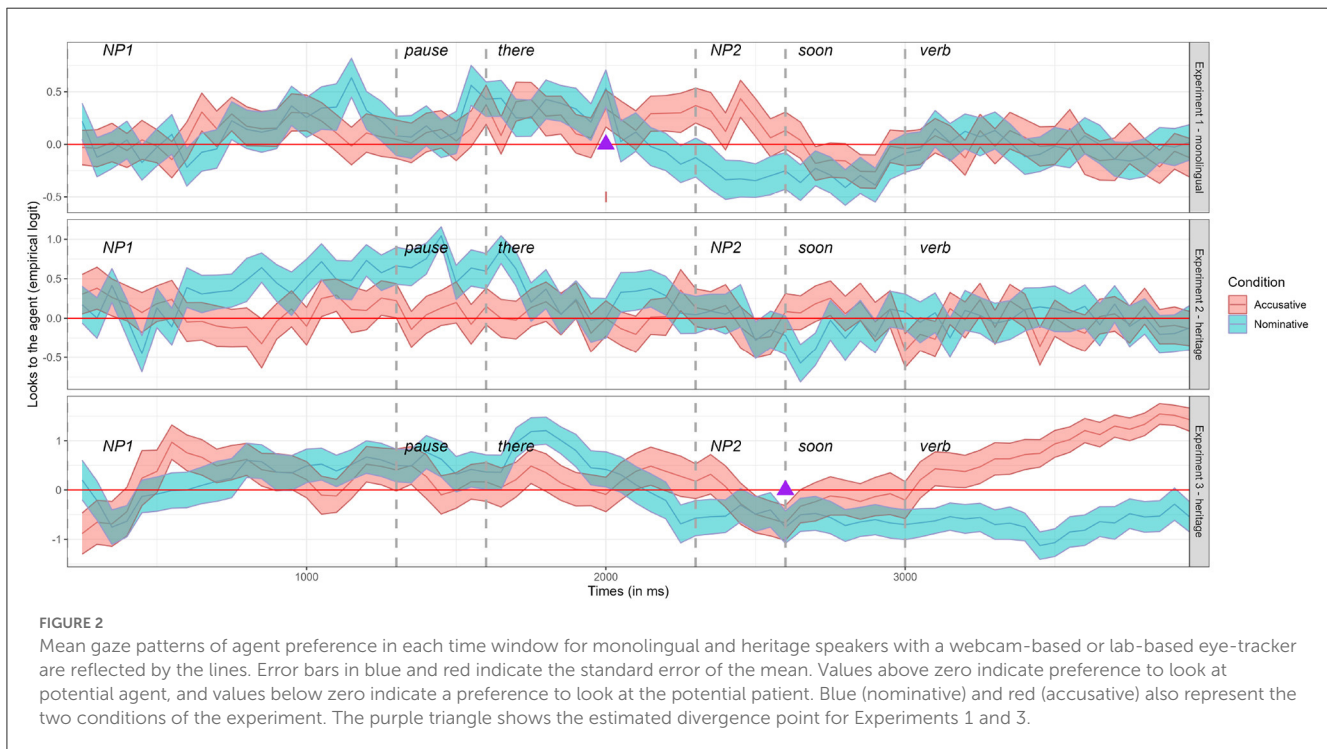 NP1 pause there NP2 soon verb
0.5
0.0
-0.5
Experiment 1 - monolingual
NP1 pause there NP2 soon verb
1.0
0.5
0.0
-0.5
Experiment 2 - heritage
NP1 pause there NP2 soon verb
1
0
-1
Experiment 3 - heritage
Looks to the agent (empirical logit)
1000 2000 3000
Times (in ms)
Condition
Accusative
Nominative
FIGURE 2
Mean gaze patterns of agent preference in each time window for monolingual and heritage speakers with a webcam-based or lab-based eye-tracker
are reflected by the lines. Error bars in blue and red indicate the standard error of the mean. Values above zero indicate preference to look at
potential agent, and values below zero indicate a preference to look at the potential patient. Blue (nominative) and red (accusative) also represent the
two conditions of the experiment. The purple triangle shows the estimated divergence point for Experiments 1 and 3.